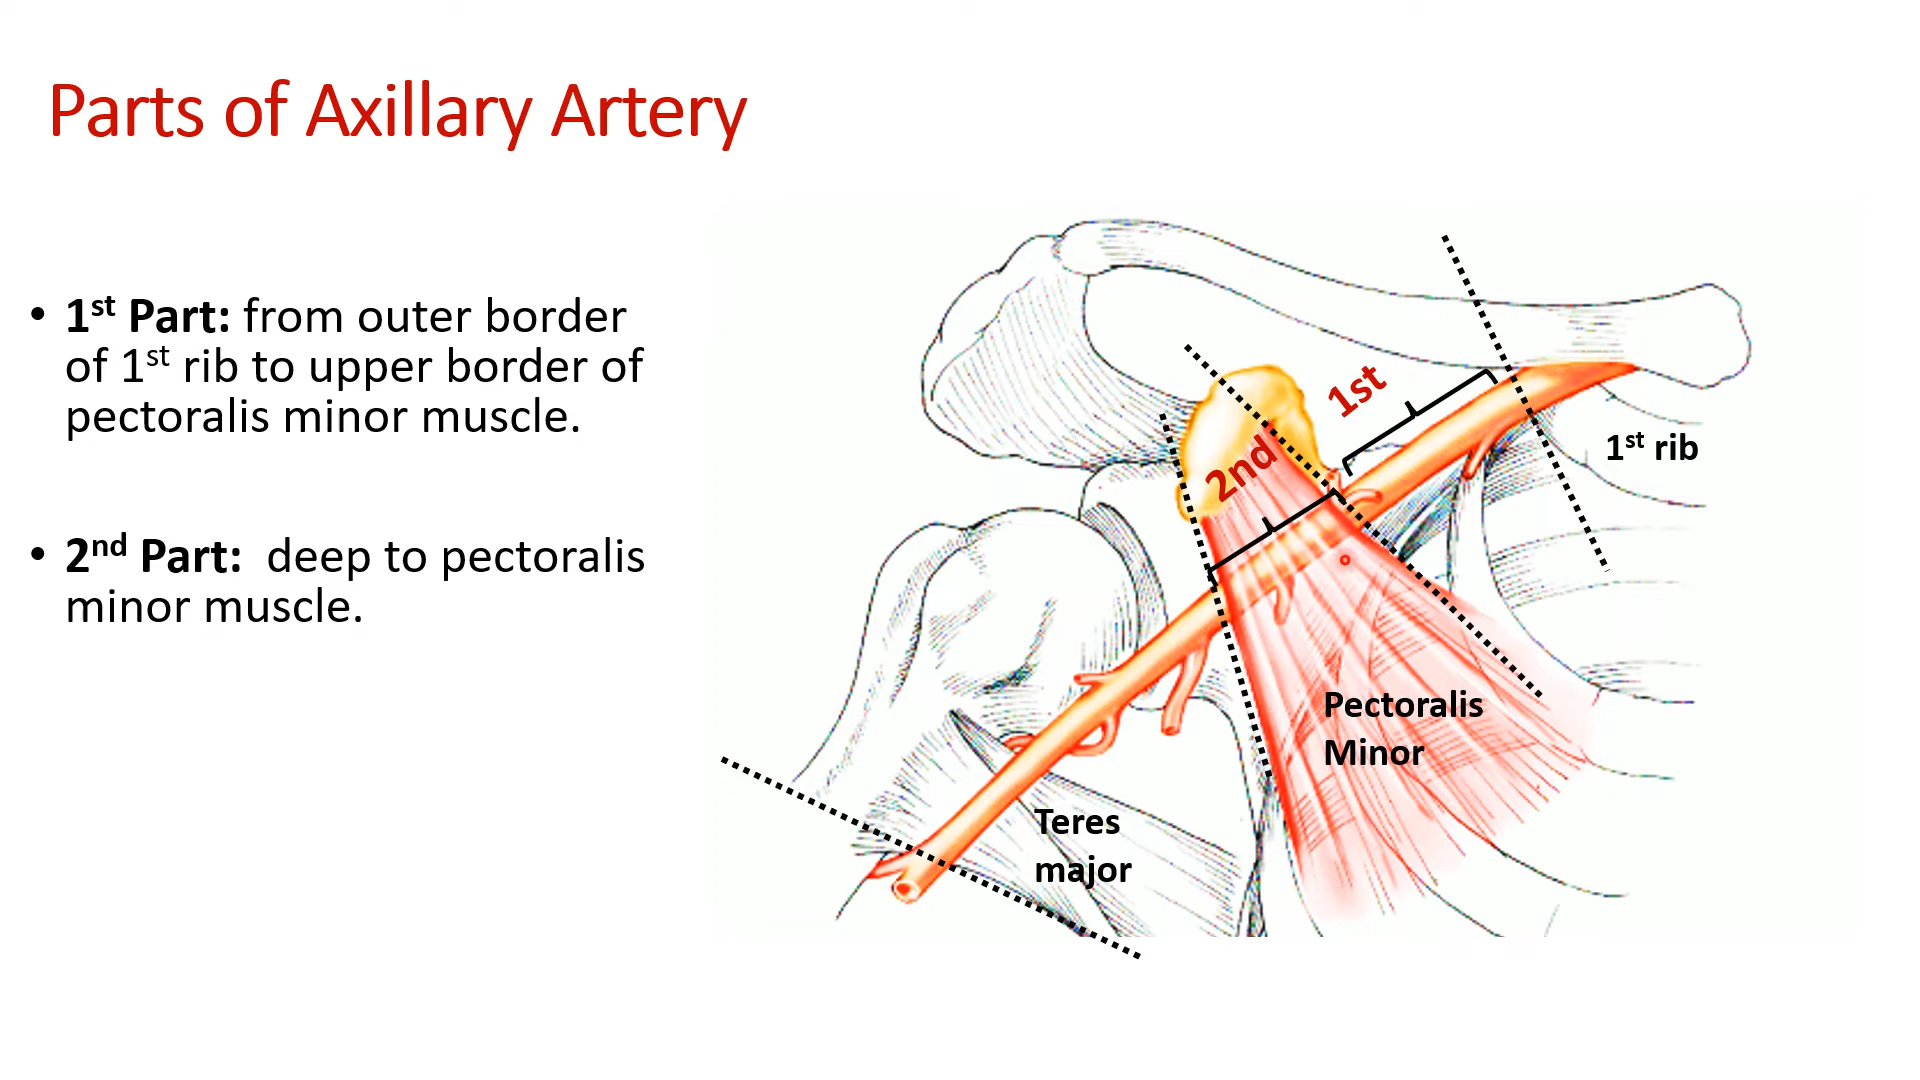 Parts of Axillary Artery
• 1st Part: from outer border
of 1st rib to upper border of
pectoralis minor muscle.
• 2nd Part: deep to pectoralis
minor muscle.
1st
2nd
1st rib
Pectoralis
Minor
Teres
major